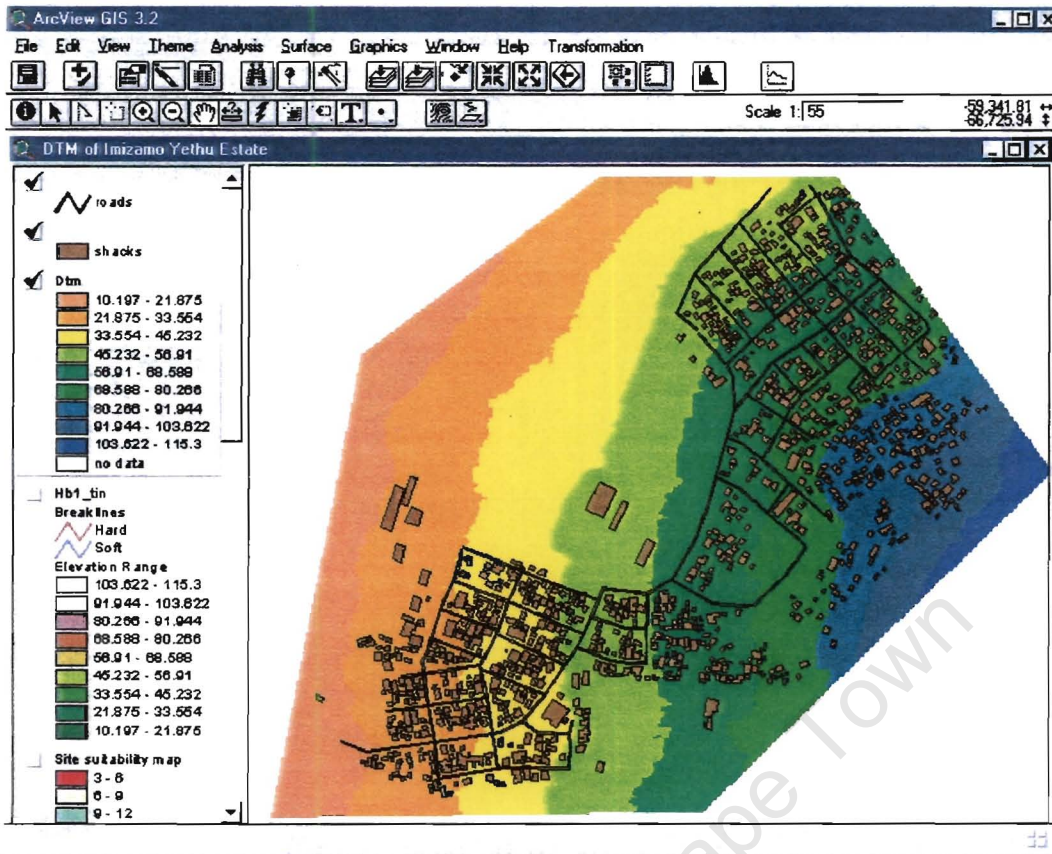 ArcView GIS 3.2
File Edit View Theme Analysis Surface Graphics Window Help Transformation
T
Scale 1: 55
-59,341.81
-56,725.94
DTM of Imizamo Yethu Estate
roads
shacks
Dtm
10.197 - 21.875
21.875 - 33.554
33.554 - 45.232
45.232 - 56.91
56.91 - 68.588
68.588 - 80.266
80.266 - 91.944
91.944 - 103.622
103.622 - 115.3
no data
Hb1_tin
Breaklines
Hard
Soft
Elevation Range
103.622 - 115.3
91.944 - 103.622
80.266 - 91.944
68.588 - 80.266
56.91 - 68.588
45.232 - 56.91
33.554 - 45.232
21.875 - 33.554
10.197 - 21.875
Site suitability map
3 - 6
6 - 9
9 - 12
ape Town